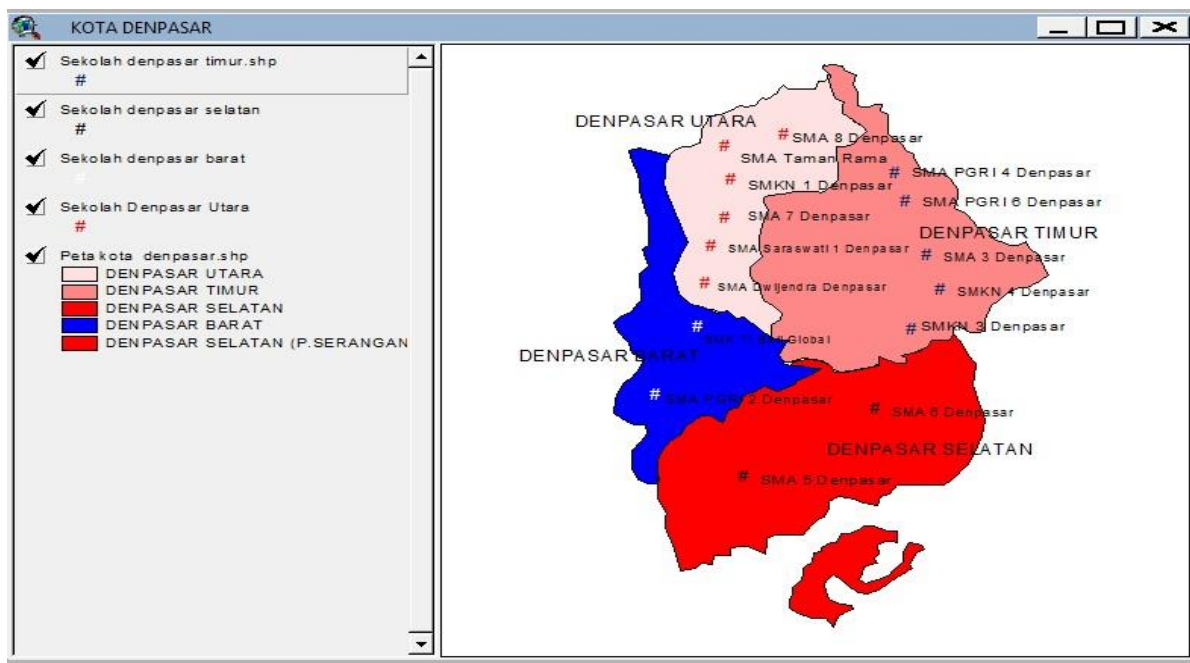 KOTA DENPASAR
Sekolah denpasar timur.shp
#
Sekolah denpasar selatan
#
Sekolah denpasar barat
#
Sekolah Denpasar Utara
#
Peta kota denpasar.shp
DENPASAR UTARA
DENPASAR TIMUR
DENPASAR SELATAN
DENPASAR BARAT
DENPASAR SELATAN (P.SERANGAN
DENPASAR UTARA
# SMA 8 Denpasar
# SMA Taman Rama
# SMKN 1 Denpasar
# SMA PGRI 4 Denpasar
# SMA PGRI 6 Denpasar
# SMA 7 Denpasar
DENPASAR TIMUR
# SMA Saraswati 1 Denpasar
# SMA 3 Denpasar
# SMA Dwijendra Denpasar
# SMKN 4 Denpasar
# SMKN 3 Denpasar
# SMK TI Bali Global
DENPASAR BARAT
# SMA PGRI 2 Denpasar
# SMA 6 Denpasar
DENPASAR SELATAN
# SMA 5 Denpasar